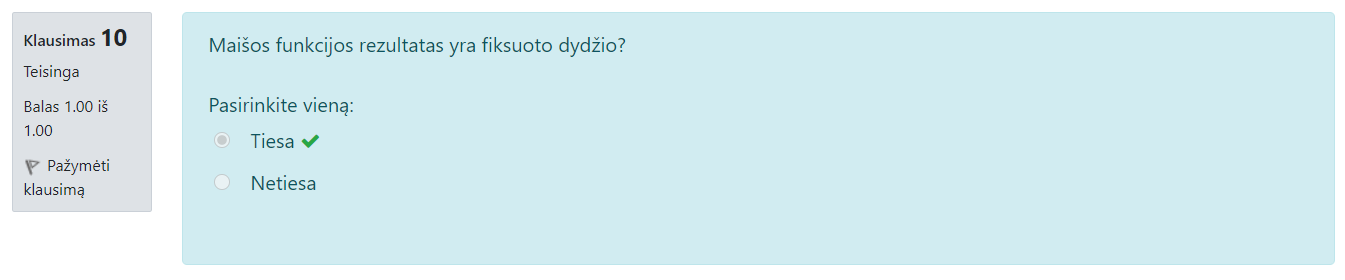 Klausimas 10
Teisinga
Balas 1.00 iš
1.00
Pažymėti
klausimą
Maišos funkcijos rezultatas yra fiksuoto dydžio?
Pasirinkite vieną:
Tiesa
Netiesa